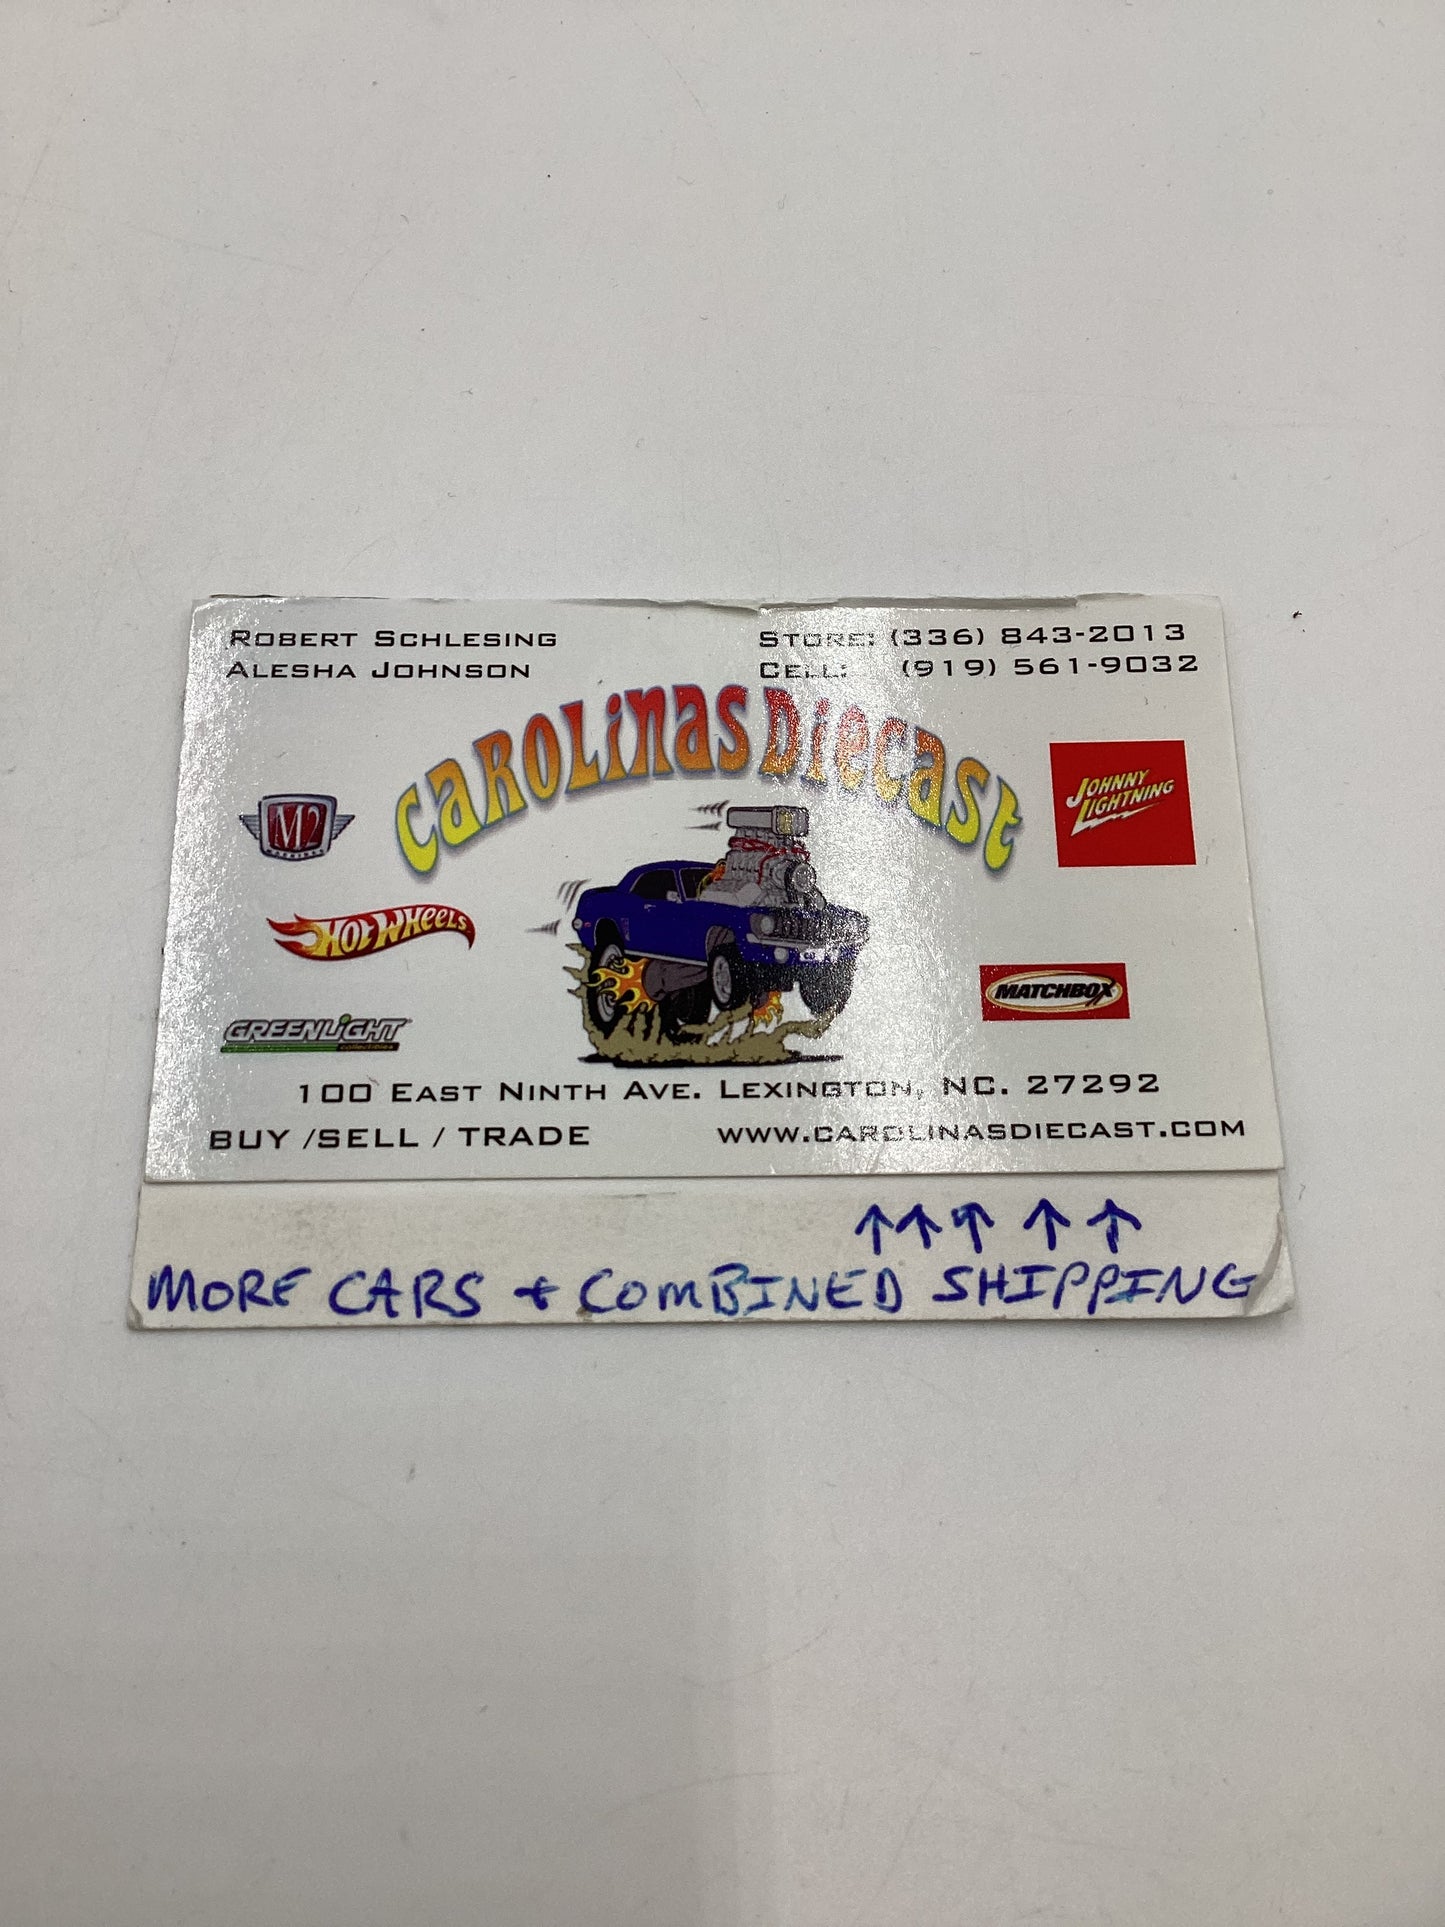 ROBERT SCHLESING
ALESHA JOHNSON
STORE: (336) 843-2013
CELL: (919) 561-9032
CAROLINAS DIECAST
M2
MACHINES
JOHNNY
LIGHTNING
HOT WHEELS
MATCHBOX
GREENLIGHT
collectibles
100 EAST NINTH AVE. LEXINGTON, NC. 27292
BUY /SELL / TRADE
WWW.CAROLINASDIECAST.COM
↑ ↑ ↑ ↑ ↑
MORE CARS + COMBINED SHIPPING